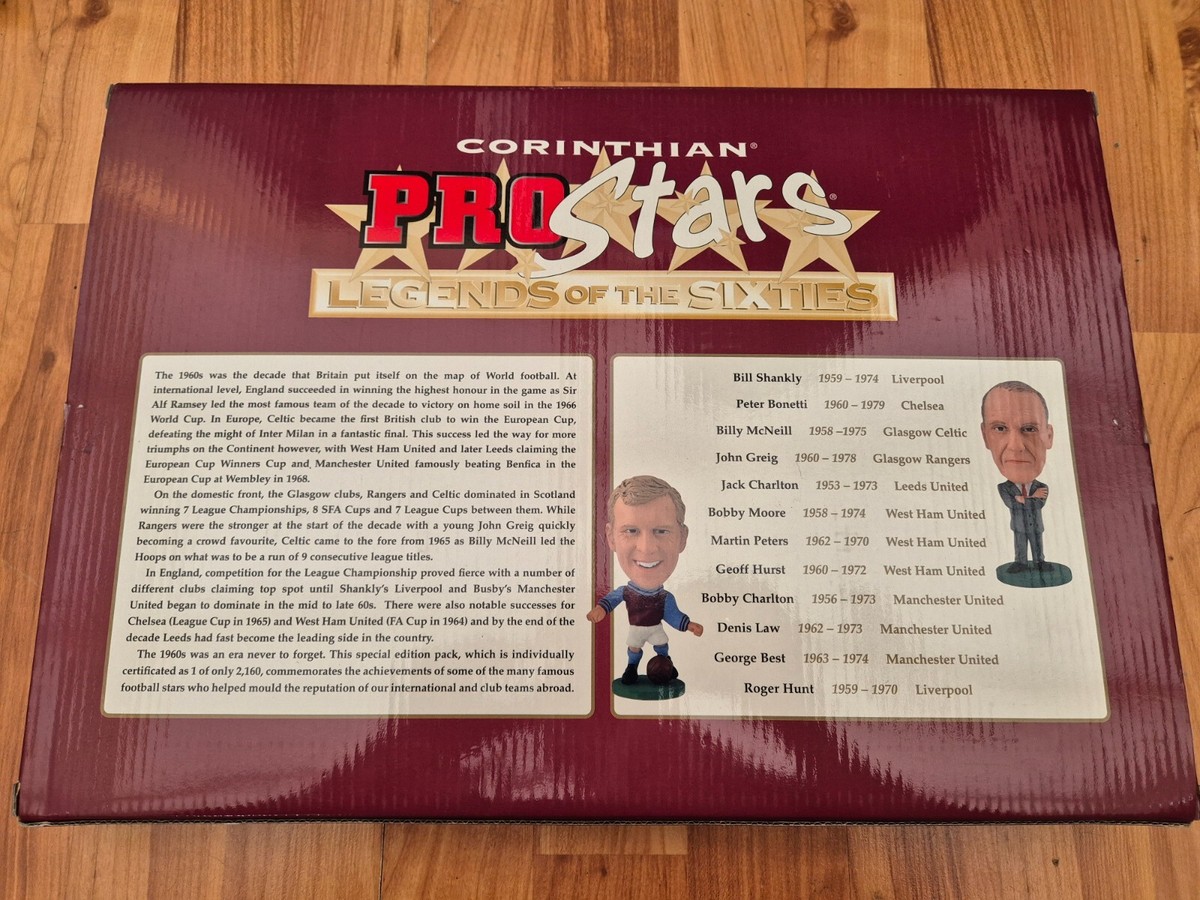 CORINTHIAN®
PRO Stars®
LEGENDS OF THE SIXTIES
The 1960s was the decade that Britain put itself on the map of World football. At
international level, England succeeded in winning the highest honour in the game as Sir
Alf Ramsey led the most famous team of the decade to victory on home soil in the 1966
World Cup. In Europe, Celtic became the first British club to win the European Cup,
defeating the might of Inter Milan in a fantastic final. This success led the way for more
triumphs on the Continent however, with West Ham United and later Leeds claiming the
European Cup Winners Cup and Manchester United famously beating Benfica in the
European Cup at Wembley in 1968.
On the domestic front, the Glasgow clubs, Rangers and Celtic dominated in Scotland
winning 7 League Championships, 8 SFA Cups and 7 League Cups between them. While
Rangers were the stronger at the start of the decade with a young John Greig quickly
becoming a crowd favourite, Celtic came to the fore from 1965 as Billy McNeill led the
Hoops on what was to be a run of 9 consecutive league titles.
In England, competition for the League Championship proved fierce with a number of
different clubs claiming top spot until Shankly's Liverpool and Busby's Manchester
United began to dominate in the mid to late 60s. There were also notable successes for
Chelsea (League Cup in 1965) and West Ham United (FA Cup in 1964) and by the end of the
decade Leeds had fast become the leading side in the country.
The 1960s was an era never to forget. This special edition pack, which is individually
certificated as 1 of only 2,160, commemorates the achievements of some of the many famous
football stars who helped mould the reputation of our international and club teams abroad.
Bill Shankly 1959 – 1974 Liverpool
Peter Bonetti 1960 – 1979 Chelsea
Billy McNeill 1958 –1975 Glasgow Celtic
John Greig 1960 – 1978 Glasgow Rangers
Jack Charlton 1953 – 1973 Leeds United
Bobby Moore 1958 – 1974 West Ham United
Martin Peters 1962 – 1970 West Ham United
Geoff Hurst 1960 – 1972 West Ham United
Bobby Charlton 1956 – 1973 Manchester United
Denis Law 1962 – 1973 Manchester United
George Best 1963 – 1974 Manchester United
Roger Hunt 1959 – 1970 Liverpool